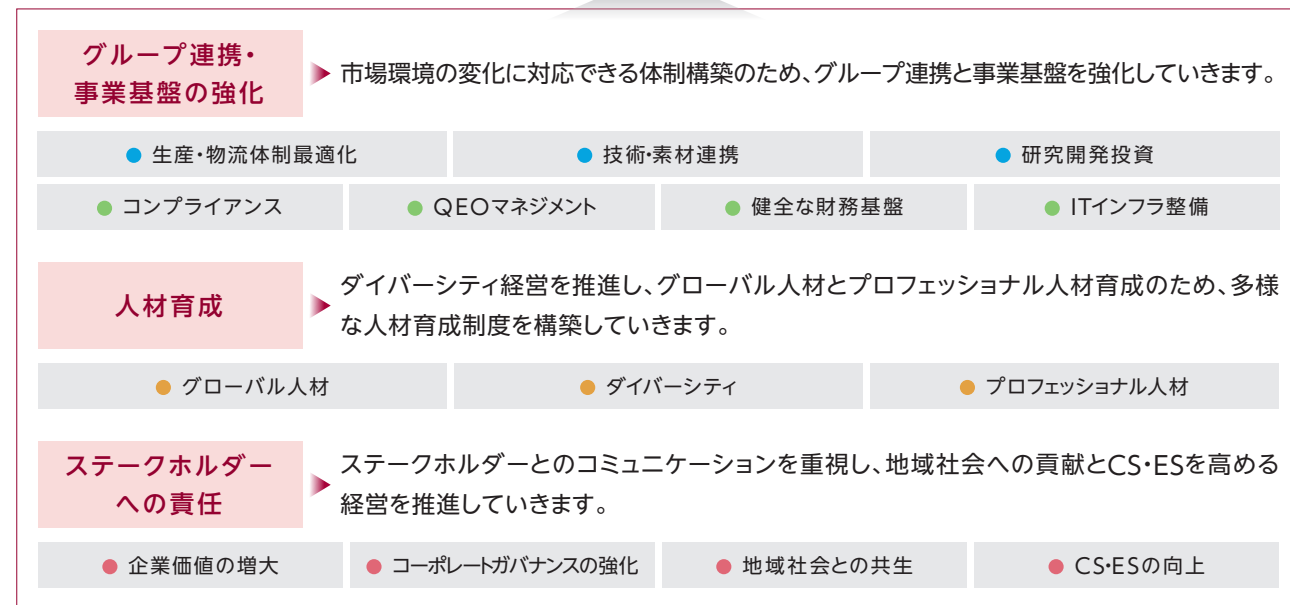 グループ連携・
事業基盤の強化
市場環境の変化に対応できる体制構築のため、グループ連携と事業基盤を強化していきます。
生産・物流体制最適化
技術・素材連携
研究開発投資
コンプライアンス
QEOマネジメント
健全な財務基盤
ITインフラ整備
人材育成
ダイバーシティ経営を推進し、グローバル人材とプロフェッショナル人材育成のため、多様
な人材育成制度を構築していきます。
グローバル人材
ダイバーシティ
プロフェッショナル人材
ステークホルダー
への責任
ステークホルダーとのコミュニケーションを重視し、地域社会への貢献とCS・ESを高める
経営を推進していきます。
企業価値の増大
コーポレートガバナンスの強化
地域社会との共生
CS・ESの向上